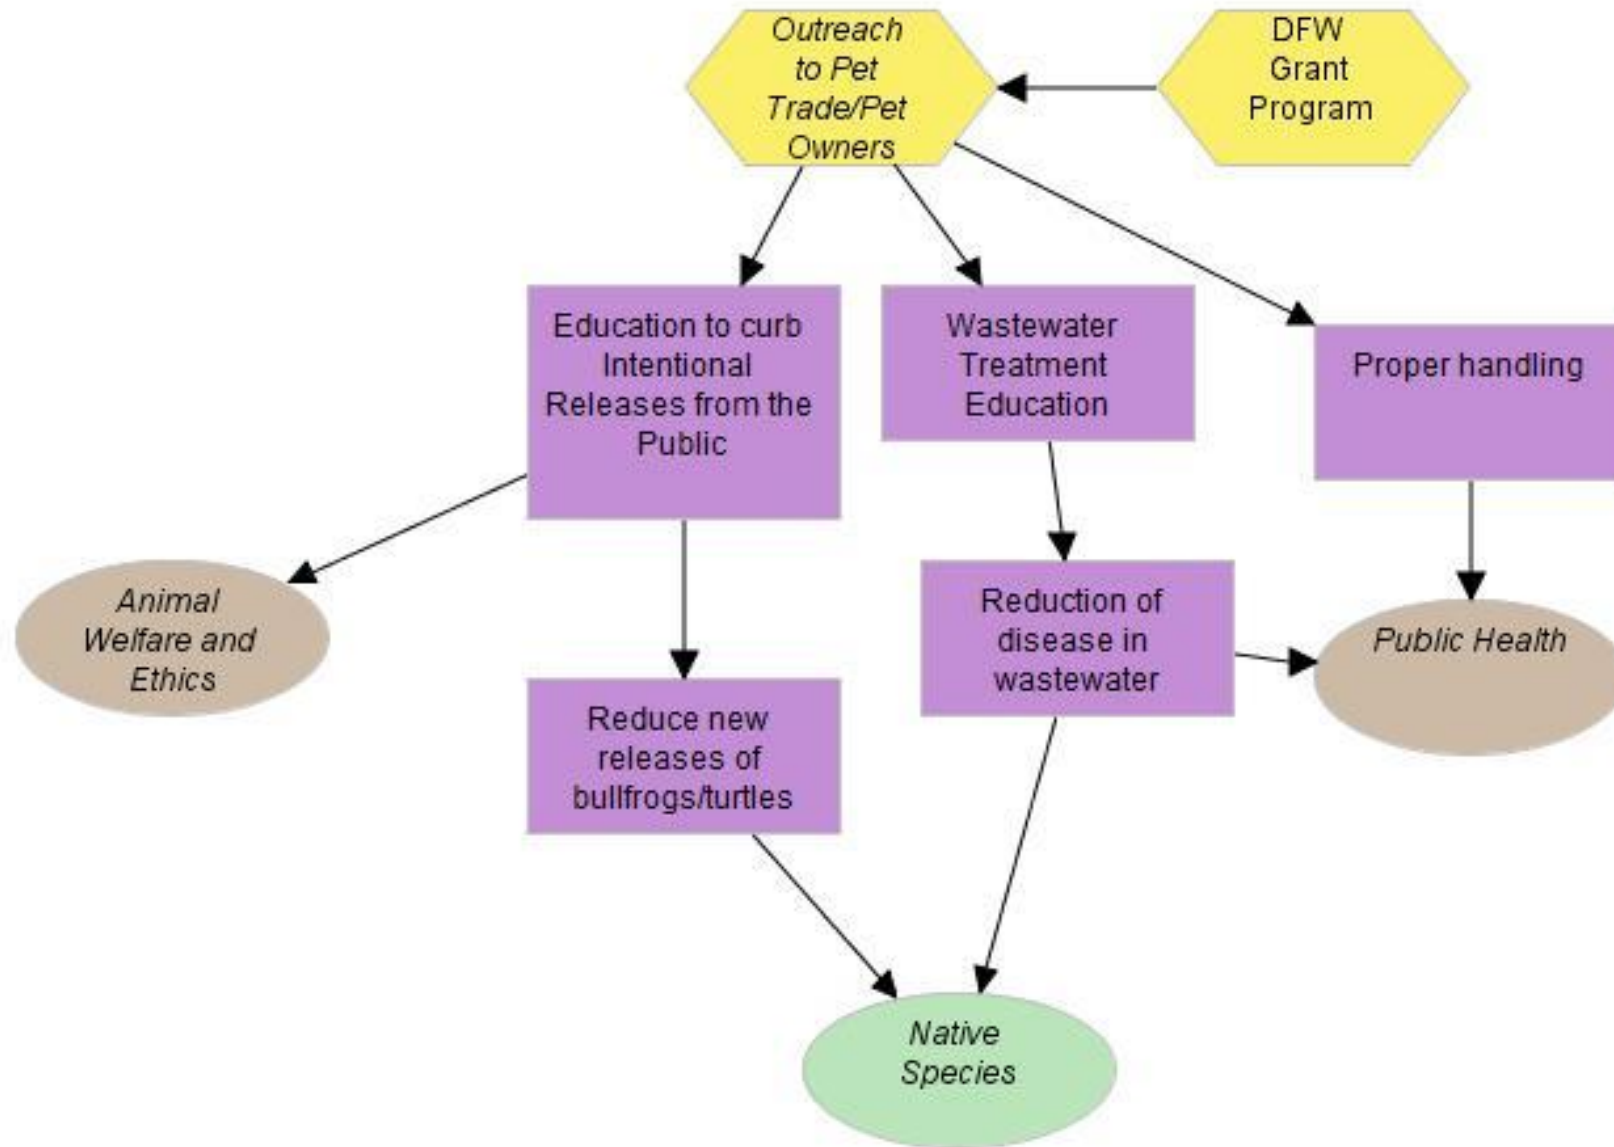 Outreach
to Pet
Trade/Pet
Owners
DFW
Grant
Program
Education to curb
Intentional
Releases from the
Public
Wastewater
Treatment
Education
Proper handling
Animal
Welfare and
Ethics
Reduction of
disease in
wastewater
Public Health
Reduce new
releases of
bullfrogs/turtles
Native
Species